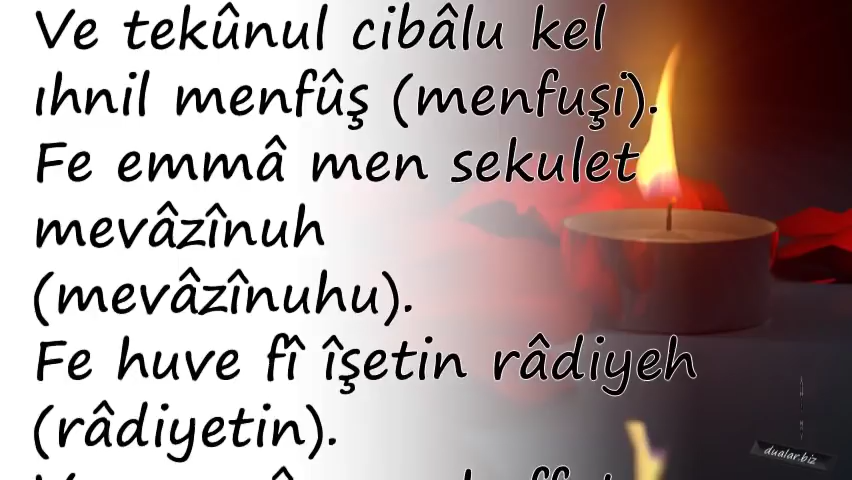 Ve tekûnul cibâlu kel
ıhnil menfûş (menfuşi).
Fe emmâ men sekulet
mevâzînuh
(mevâzînuhu).
Fe huve fî îşetin râdiyeh
(râdiyetin).
dualar.biz